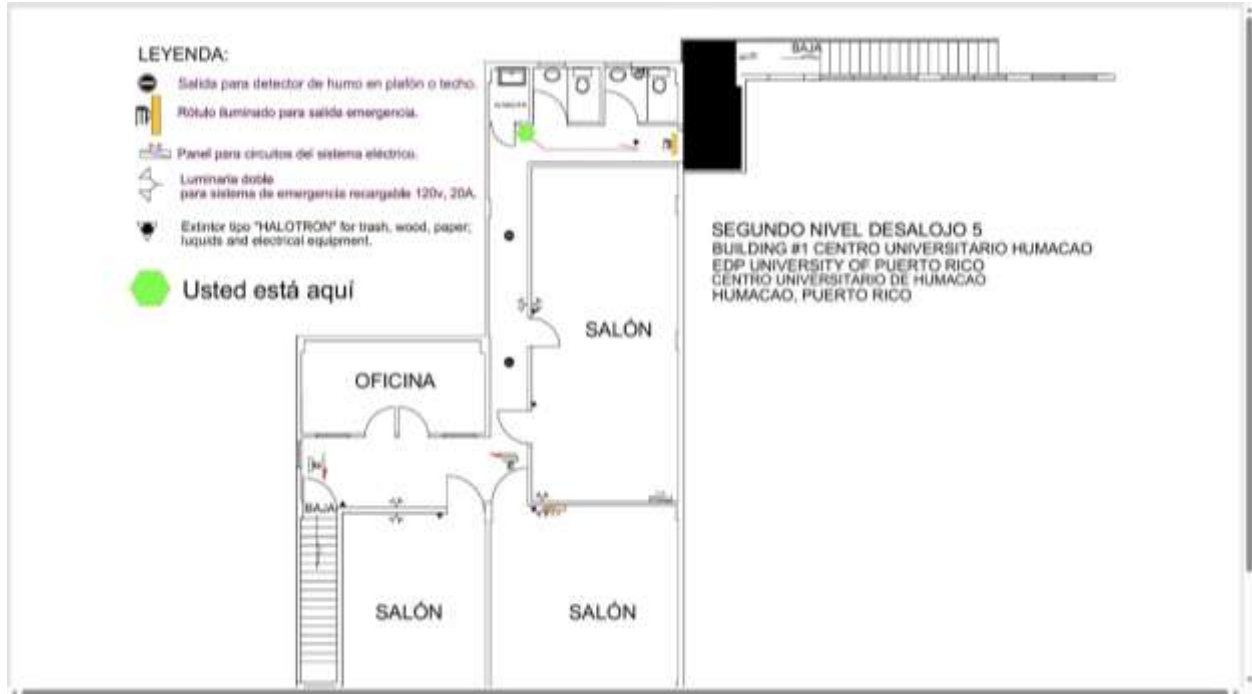 LEYENDA:
Salida para detector de humo en plafón o techo.
Rótulo iluminado para salida emergencia.
Panel para circuitos del sistema eléctrico.
Luminaria doble
para sistema de emergencia recargable 120v, 20A.
Extintor tipo "HALOTRON" for trash, wood, paper;
luquids and electrical equipment.
Usted está aquí
BAJA
SEGUNDO NIVEL DESALOJO 5
BUILDING #1 CENTRO UNIVERSITARIO HUMACAO
EDP UNIVERSITY OF PUERTO RICO
CENTRO UNIVERSITARIO DE HUMACAO
HUMACAO, PUERTO RICO
SALÓN
OFICINA
BAJA
SALÓN
SALÓN